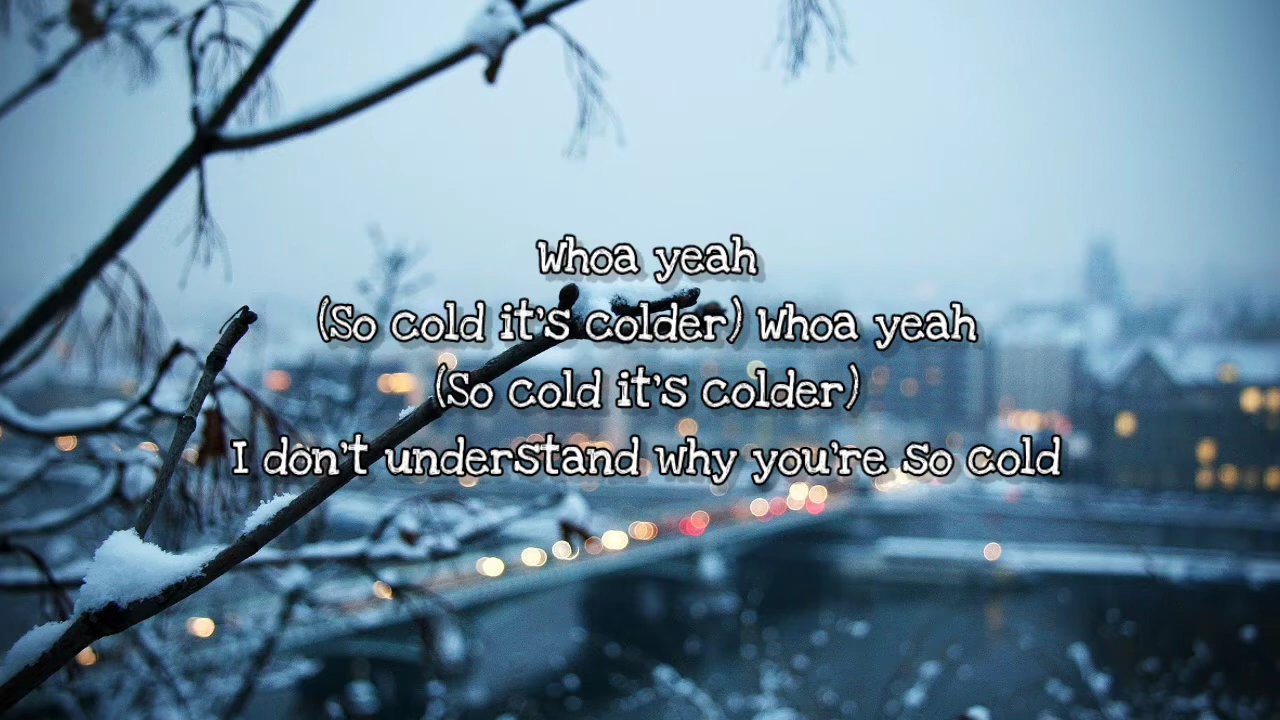 Whoa yeah
(So cold it's colder) Whoa yeah
(So cold it's colder)
I don't understand why you're so cold